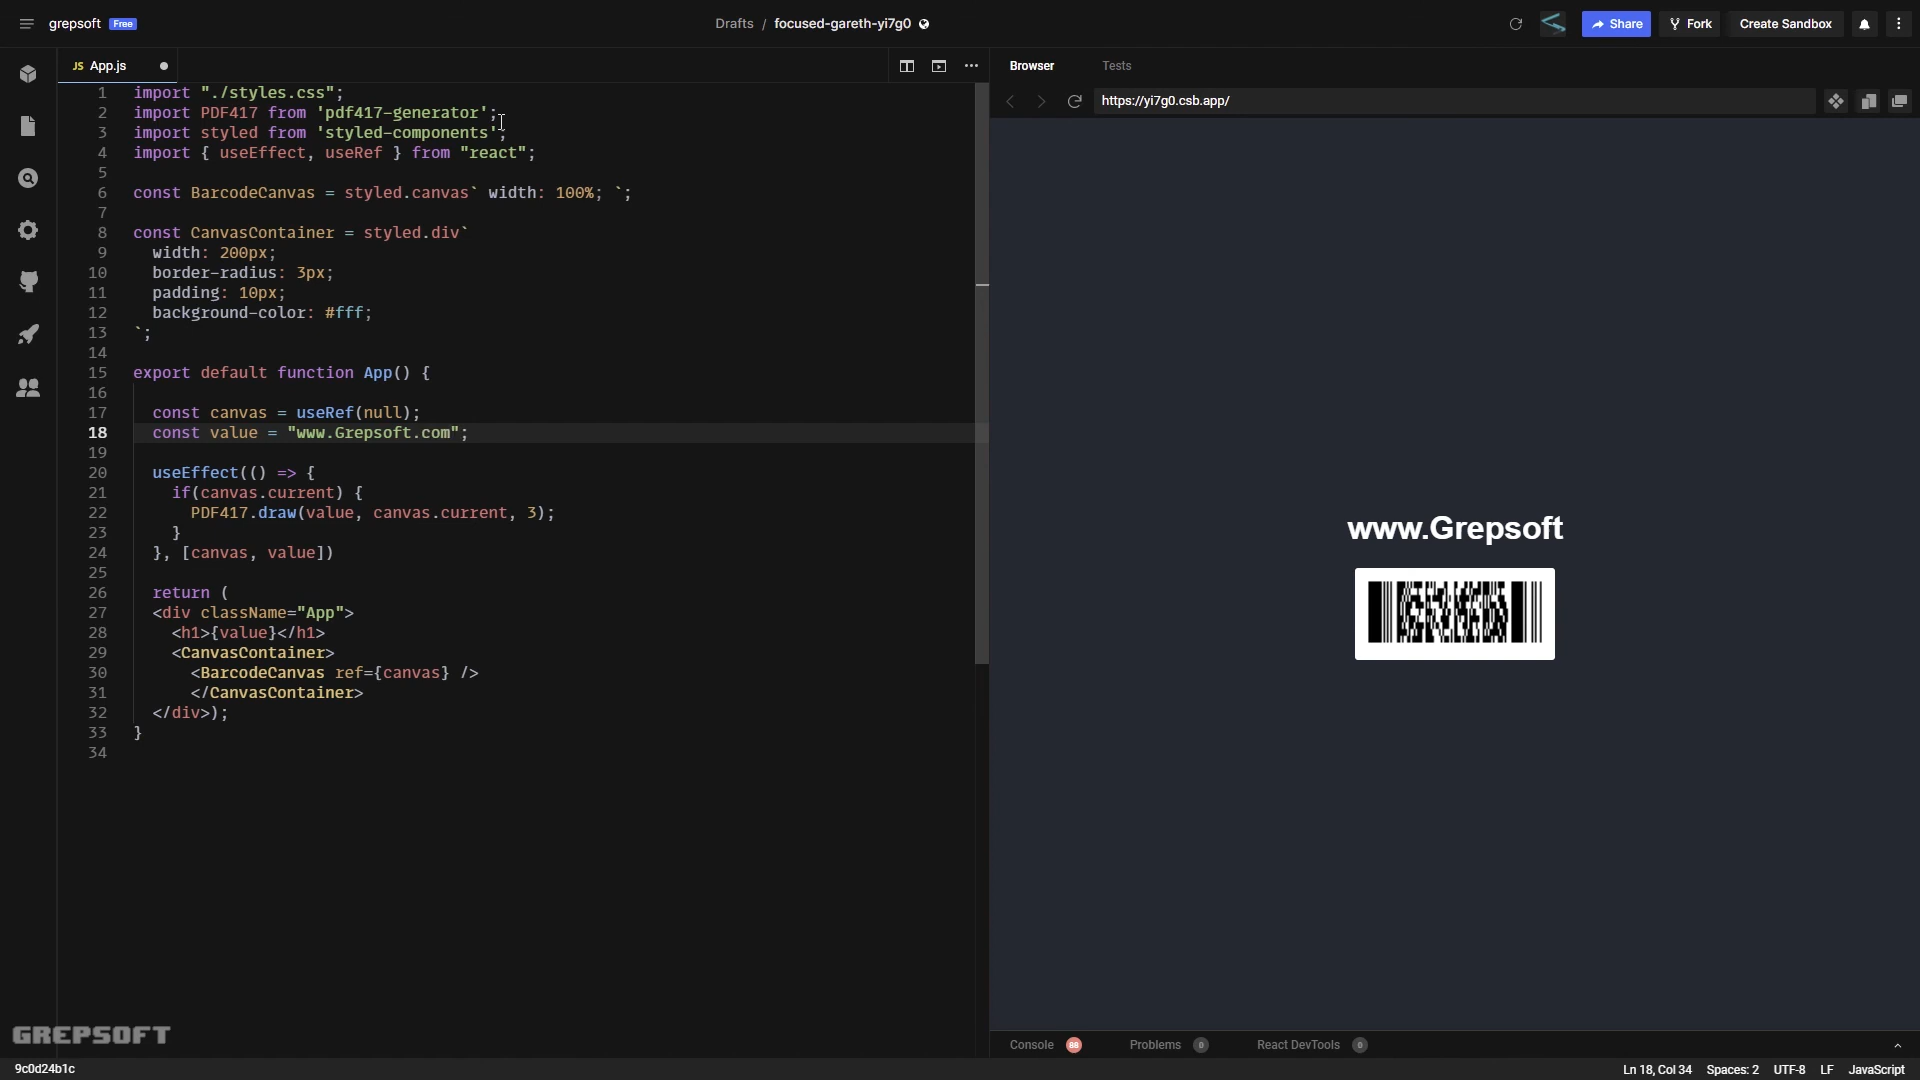 grepsoft Free
Drafts / focused-gareth-yi7g0
Share Fork Create Sandbox
JS App.js
Browser Tests
https://yi7g0.csb.app/
1 import "./styles.css";
2 import PDF417 from 'pdf417-generator';
3 import styled from 'styled-components';
4 import { useEffect, useRef } from "react";
5
6 const BarcodeCanvas = styled.canvas` width: 100%; `;
7
8 const CanvasContainer = styled.div`
9 width: 200px;
10 border-radius: 3px;
11 padding: 10px;
12 background-color: #fff;
13 `;
14
15 export default function App() {
16
17 const canvas = useRef(null);
18 const value = "www.Grepsoft.com";
19
20 useEffect(() => {
21 if(canvas.current) {
22 PDF417.draw(value, canvas.current, 3);
23 }
24 }, [canvas, value])
25
26 return (
27 <div className="App">
28 <h1>{value}</h1>
29 <CanvasContainer>
30 <BarcodeCanvas ref={canvas} />
31 </CanvasContainer>
32 </div>);
33 }
34
www.Grepsoft
GREPSOFT
Console 88 Problems 0 React DevTools 0
9c0d24b1c
Ln 18, Col 34 Spaces: 2 UTF-8 LF JavaScript